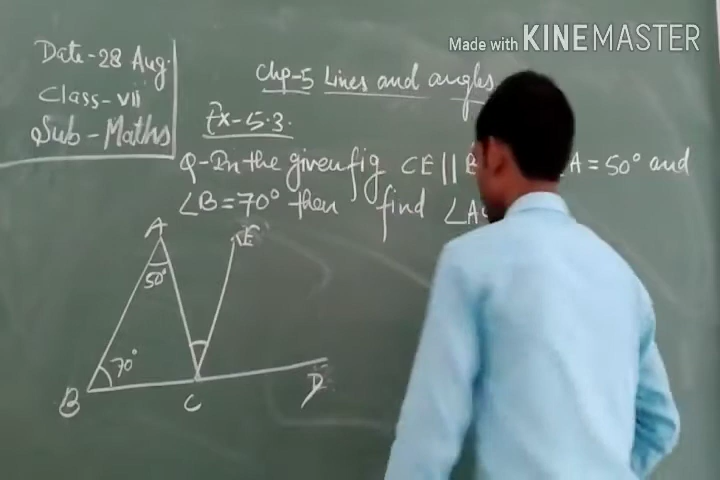 Made with KINEMASTER
Date-28 Aug.
Class-VII
Sub-Maths
Chp-5 Lines and angles
Ex-5.3.
Q-In the given fig CE || A = 50° and
∠B = 70° then find
A
E
50°
70°
B
C
D